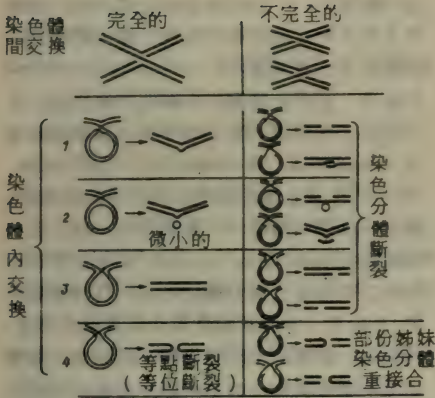 完全的
不完全的
染色體
間交換
1
2
微小的
3
4
等點斷裂
(等位斷裂)
染色體內交換
染色分體斷裂
部份姊妹
染色分體
重接合